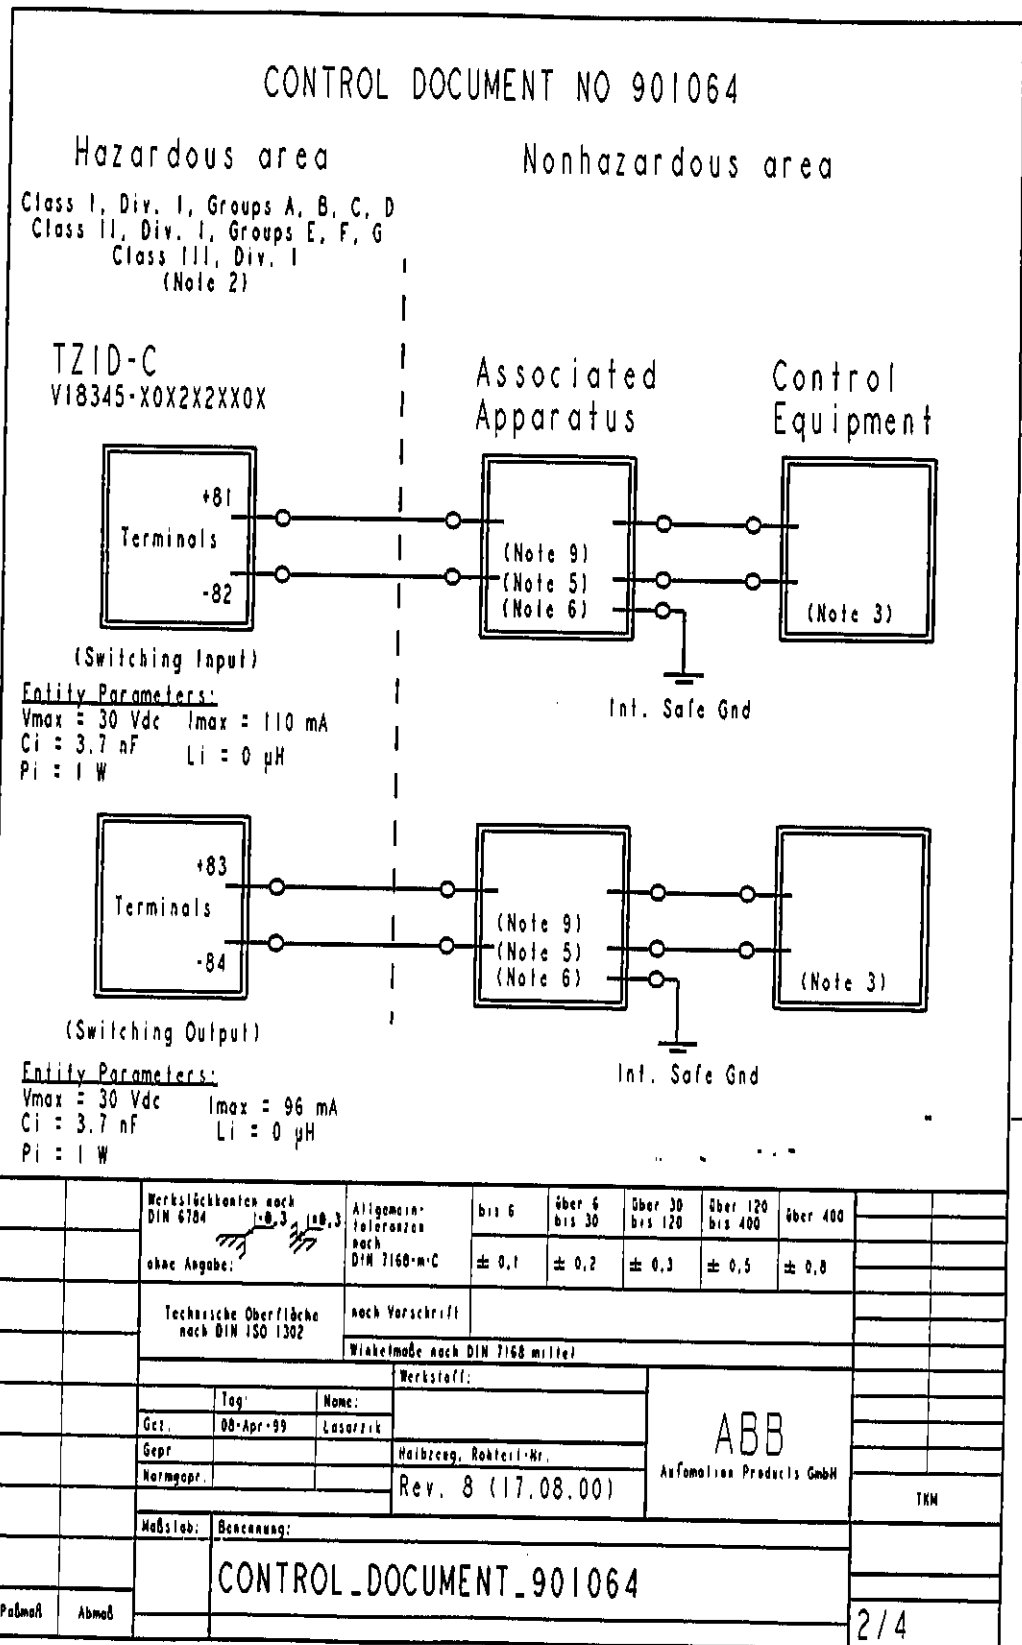 CONTROL DOCUMENT NO 901064
Hazardous area
Nonhazardous area
Class I, Div. I, Groups A, B, C, D
Class II, Div. I, Groups E, F, G
Class III, Div. I
(Note 2)
TZID-C
V18345-X0X2X2XX0X
Associated
Apparatus
Control
Equipment
+81
Terminals
-82
(Note 9)
(Note 5)
(Note 6)
(Note 3)
(Switching Input)
Int. Safe Gnd
Entity Parameters:
Vmax = 30 Vdc Imax = 110 mA
Ci = 3.7 nF Li = 0 µH
Pi = 1 W
+83
Terminals
-84
(Note 9)
(Note 5)
(Note 6)
(Note 3)
(Switching Output)
Int. Safe Gnd
Entity Parameters:
Vmax = 30 Vdc Imax = 96 mA
Ci = 3.7 nF Li = 0 µH
Pi = 1 W
Werkstückkanten nach
DIN 6784
-0,3 +0,3
ohne Angabe:
Allgemein-
toleranzen
nach
DIN 7168-m-C
bis 6
über 6
bis 30
über 30
bis 120
über 120
bis 400
über 400
± 0,1
± 0,2
± 0,3
± 0,5
± 0,8
Technische Oberfläche
nach DIN ISO 1302
nach Vorschrift
Winkelmaße nach DIN 7168 mittel
Werkstoff:
Tag: Name:
Gez. 08-Apr-99 Lasarzik
Gepr
Normgepr.
Halbzeug, Rohteil-Nr.
Rev. 8 (17.08.00)
ABB
Automation Products GmbH
TKM
Maßstab: Benennung:
CONTROL_DOCUMENT_901064
Paßmaß Abmaß
2/4